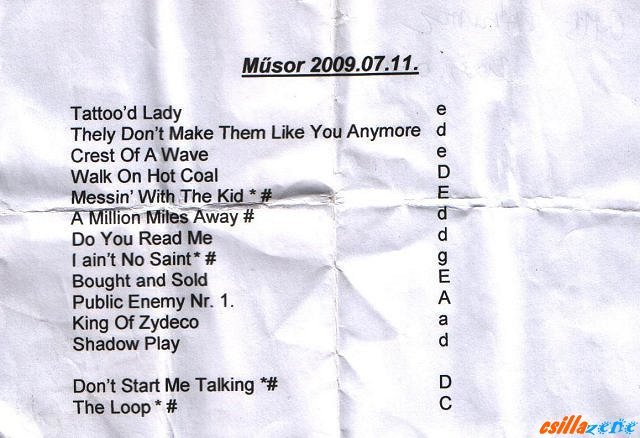 Műsor 2009.07.11.
Tattoo'd Lady e
Thely Don't Make Them Like You Anymore d
Crest Of A Wave e
Walk On Hot Coal D
Messin' With The Kid * # E
A Million Miles Away # d
Do You Read Me d
I ain't No Saint* # g
Bought and Sold E
Public Enemy Nr. 1. A
King Of Zydeco a
Shadow Play d
Don't Start Me Talking *# D
The Loop * # C
csillazene